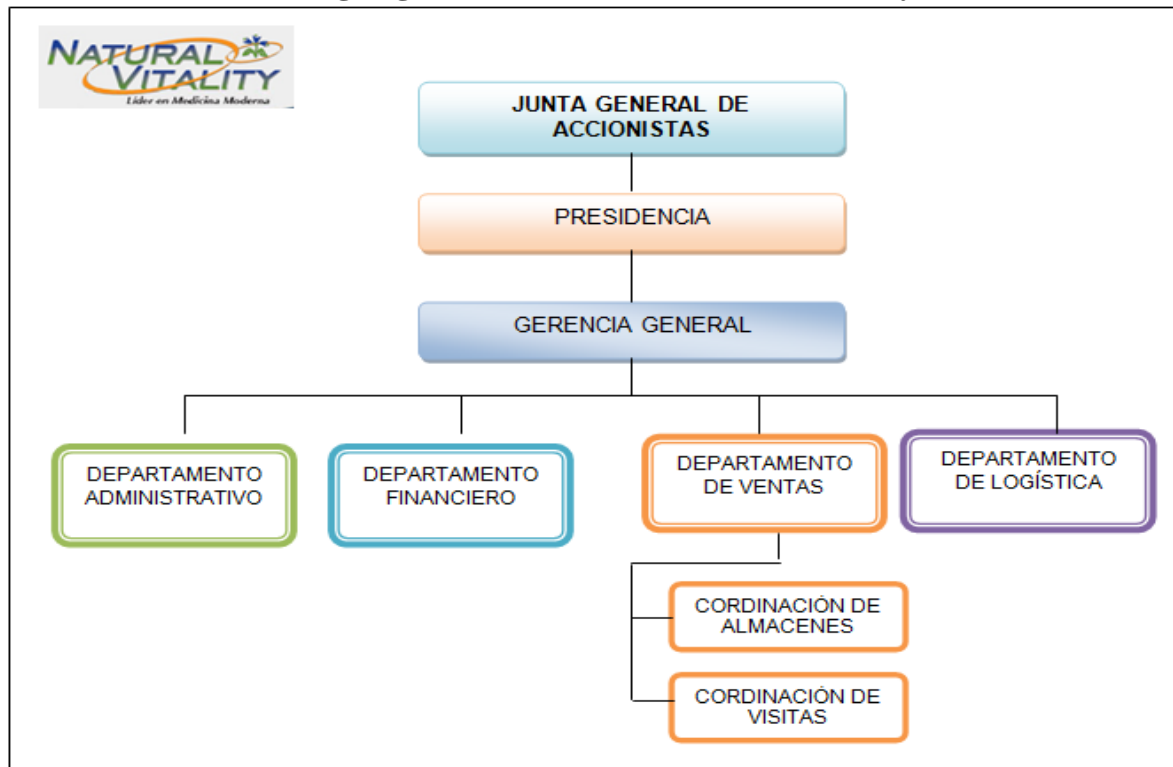 NATURAL
VITALITY
Líder en Medicina Moderna
JUNTA GENERAL DE
ACCIONISTAS
PRESIDENCIA
GERENCIA GENERAL
DEPARTAMENTO
ADMINISTRATIVO
DEPARTAMENTO
FINANCIERO
DEPARTAMENTO
DE VENTAS
DEPARTAMENTO
DE LOGÍSTICA
CORDINACIÓN DE
ALMACENES
CORDINACIÓN DE
VISITAS